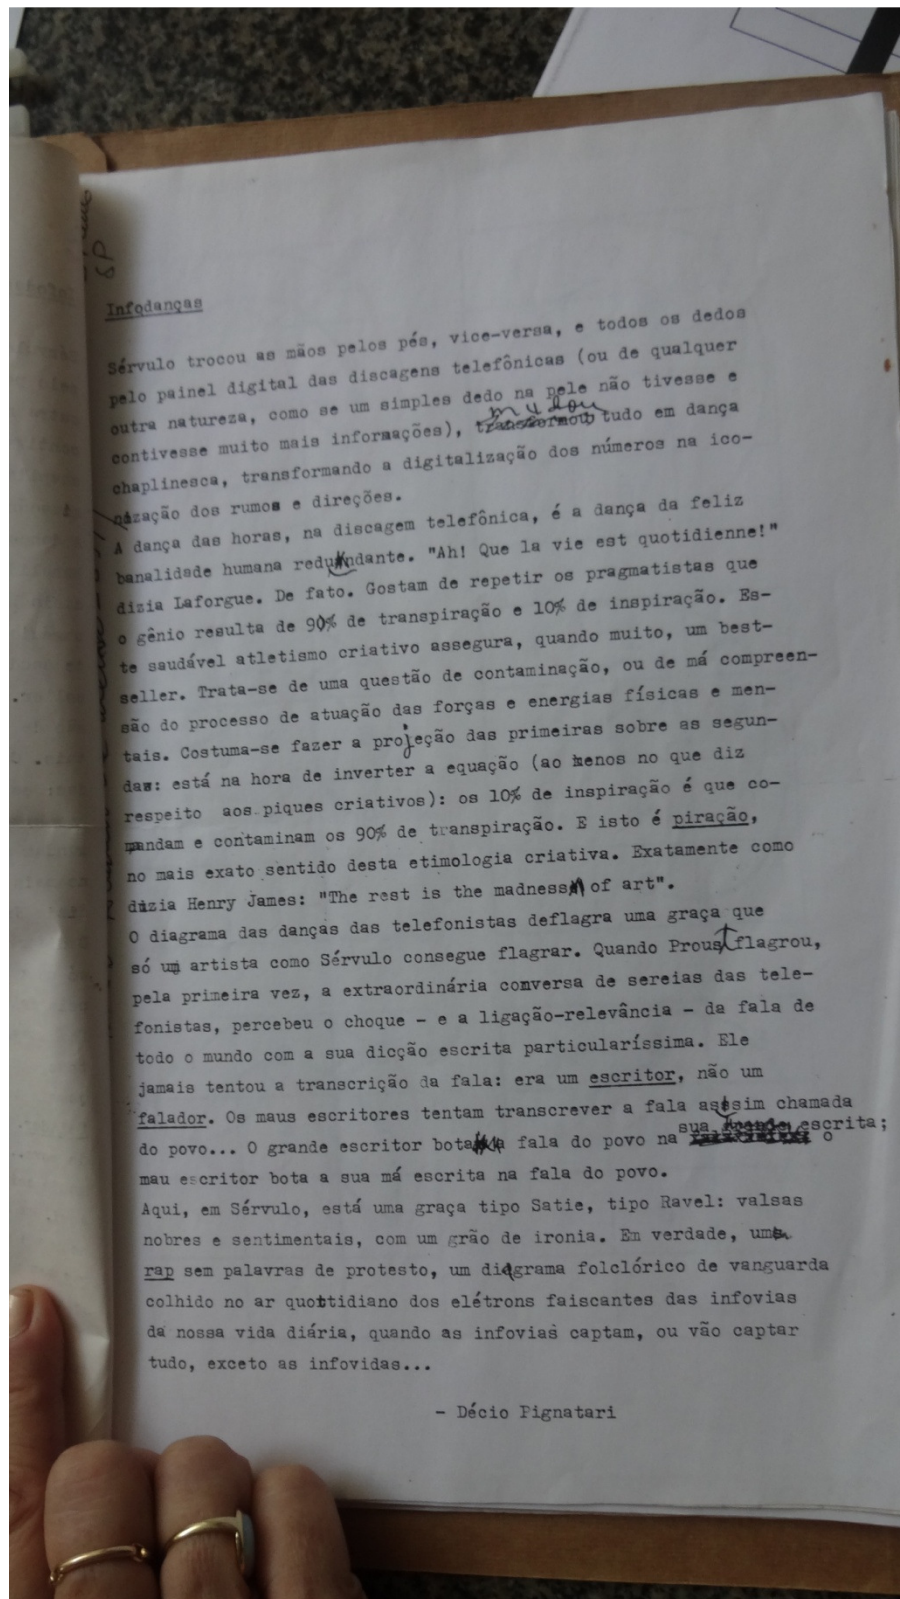 SP
Infodanças
Sérvulo trocou as mãos pelos pés, vice-versa, e todos os dedos
pelo painel digital das discagens telefônicas (ou de qualquer
outra natureza, como se um simples dedo na pele não tivesse e
contivesse muito mais informações), mudou tudo em dança
chaplinesca, transformando a digitalização dos números na ico-
nização dos rumos e direções.
A dança das horas, na discagem telefônica, é a dança da feliz
banalidade humana redundante. "Ah! Que la vie est quotidienne!"
dizia Laforgue. De fato. Gostam de repetir os pragmatistas que
o gênio resulta de 90% de transpiração e 10% de inspiração. Es-
te saudável atletismo criativo assegura, quando muito, um best-
seller. Trata-se de uma questão de contaminação, ou de má compreen-
são do processo de atuação das forças e energias físicas e men-
tais. Costuma-se fazer a projeção das primeiras sobre as segun-
das: está na hora de inverter a equação (ao menos no que diz
respeito aos piques criativos): os 10% de inspiração é que co-
mandam e contaminam os 90% de transpiração. E isto é piração,
no mais exato sentido desta etimologia criativa. Exatamente como
dizia Henry James: "The rest is the madness of art".
O diagrama das danças das telefonistas deflagra uma graça que
só um artista como Sérvulo consegue flagrar. Quando Proust flagrou,
pela primeira vez, a extraordinária conversa de sereias das tele-
fonistas, percebeu o choque - e a ligação-relevância - da fala de
todo o mundo com a sua dicção escrita particularíssima. Ele
jamais tentou a transcrição da fala: era um escritor, não um
falador. Os maus escritores tentam transcrever a fala assim chamada
do povo... O grande escritor bota a fala do povo na sua escrita; o
mau escritor bota a sua má escrita na fala do povo.
Aqui, em Sérvulo, está uma graça tipo Satie, tipo Ravel: valsas
nobres e sentimentais, com um grão de ironia. Em verdade, um
rap sem palavras de protesto, um diagrama folclórico de vanguarda
colhido no ar quotidiano dos elétrons faiscantes das infovias
da nossa vida diária, quando as infovias captam, ou vão captar
tudo, exceto as infovidas...
- Décio Pignatari